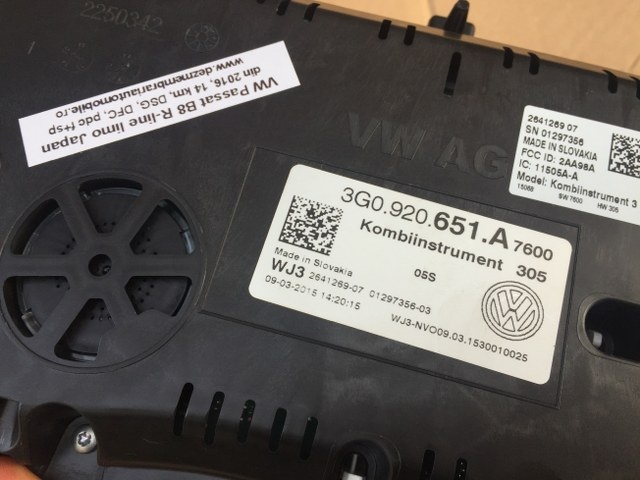 2250342
VW Passat B8 R-line limo Japan
din 2016, 14 km, DSG, DFC, pdc f+sp
www.dezmembrariautomobile.ro
VW AG
2641269 07
SN 01297356
MADE IN SLOVAKIA
FCC ID: 2AA98A
IC: 11505A-A
Model: Kombiinstrument 3
15088 SW 7600 HW 305
3G0.920.651.A 7600
Kombiinstrument 305
Made in Slovakia 05S
WJ3 2641269-07 01297356-03
09-03-2015 14:20:15
WJ3-NVO09.03.1530010025